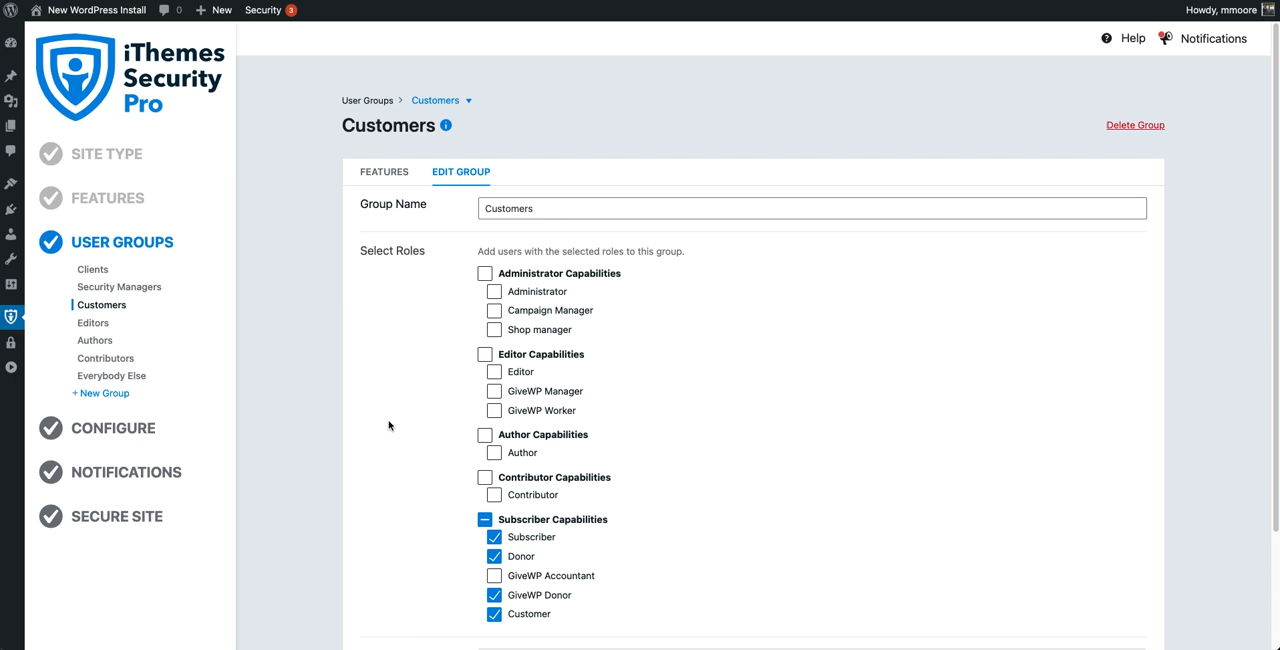 New WordPress Install 0 New Security 3 Howdy, mmoore
iThemes
Security
Pro
Help Notifications
SITE TYPE
FEATURES
USER GROUPS
Clients
Security Managers
Customers
Editors
Authors
Contributors
Everybody Else
+ New Group
CONFIGURE
NOTIFICATIONS
SECURE SITE
User Groups > Customers
Customers
Delete Group
FEATURES EDIT GROUP
Group Name Customers
Select Roles Add users with the selected roles to this group.
Administrator Capabilities
Administrator
Campaign Manager
Shop manager
Editor Capabilities
Editor
GiveWP Manager
GiveWP Worker
Author Capabilities
Author
Contributor Capabilities
Contributor
Subscriber Capabilities
Subscriber
Donor
GiveWP Accountant
GiveWP Donor
Customer